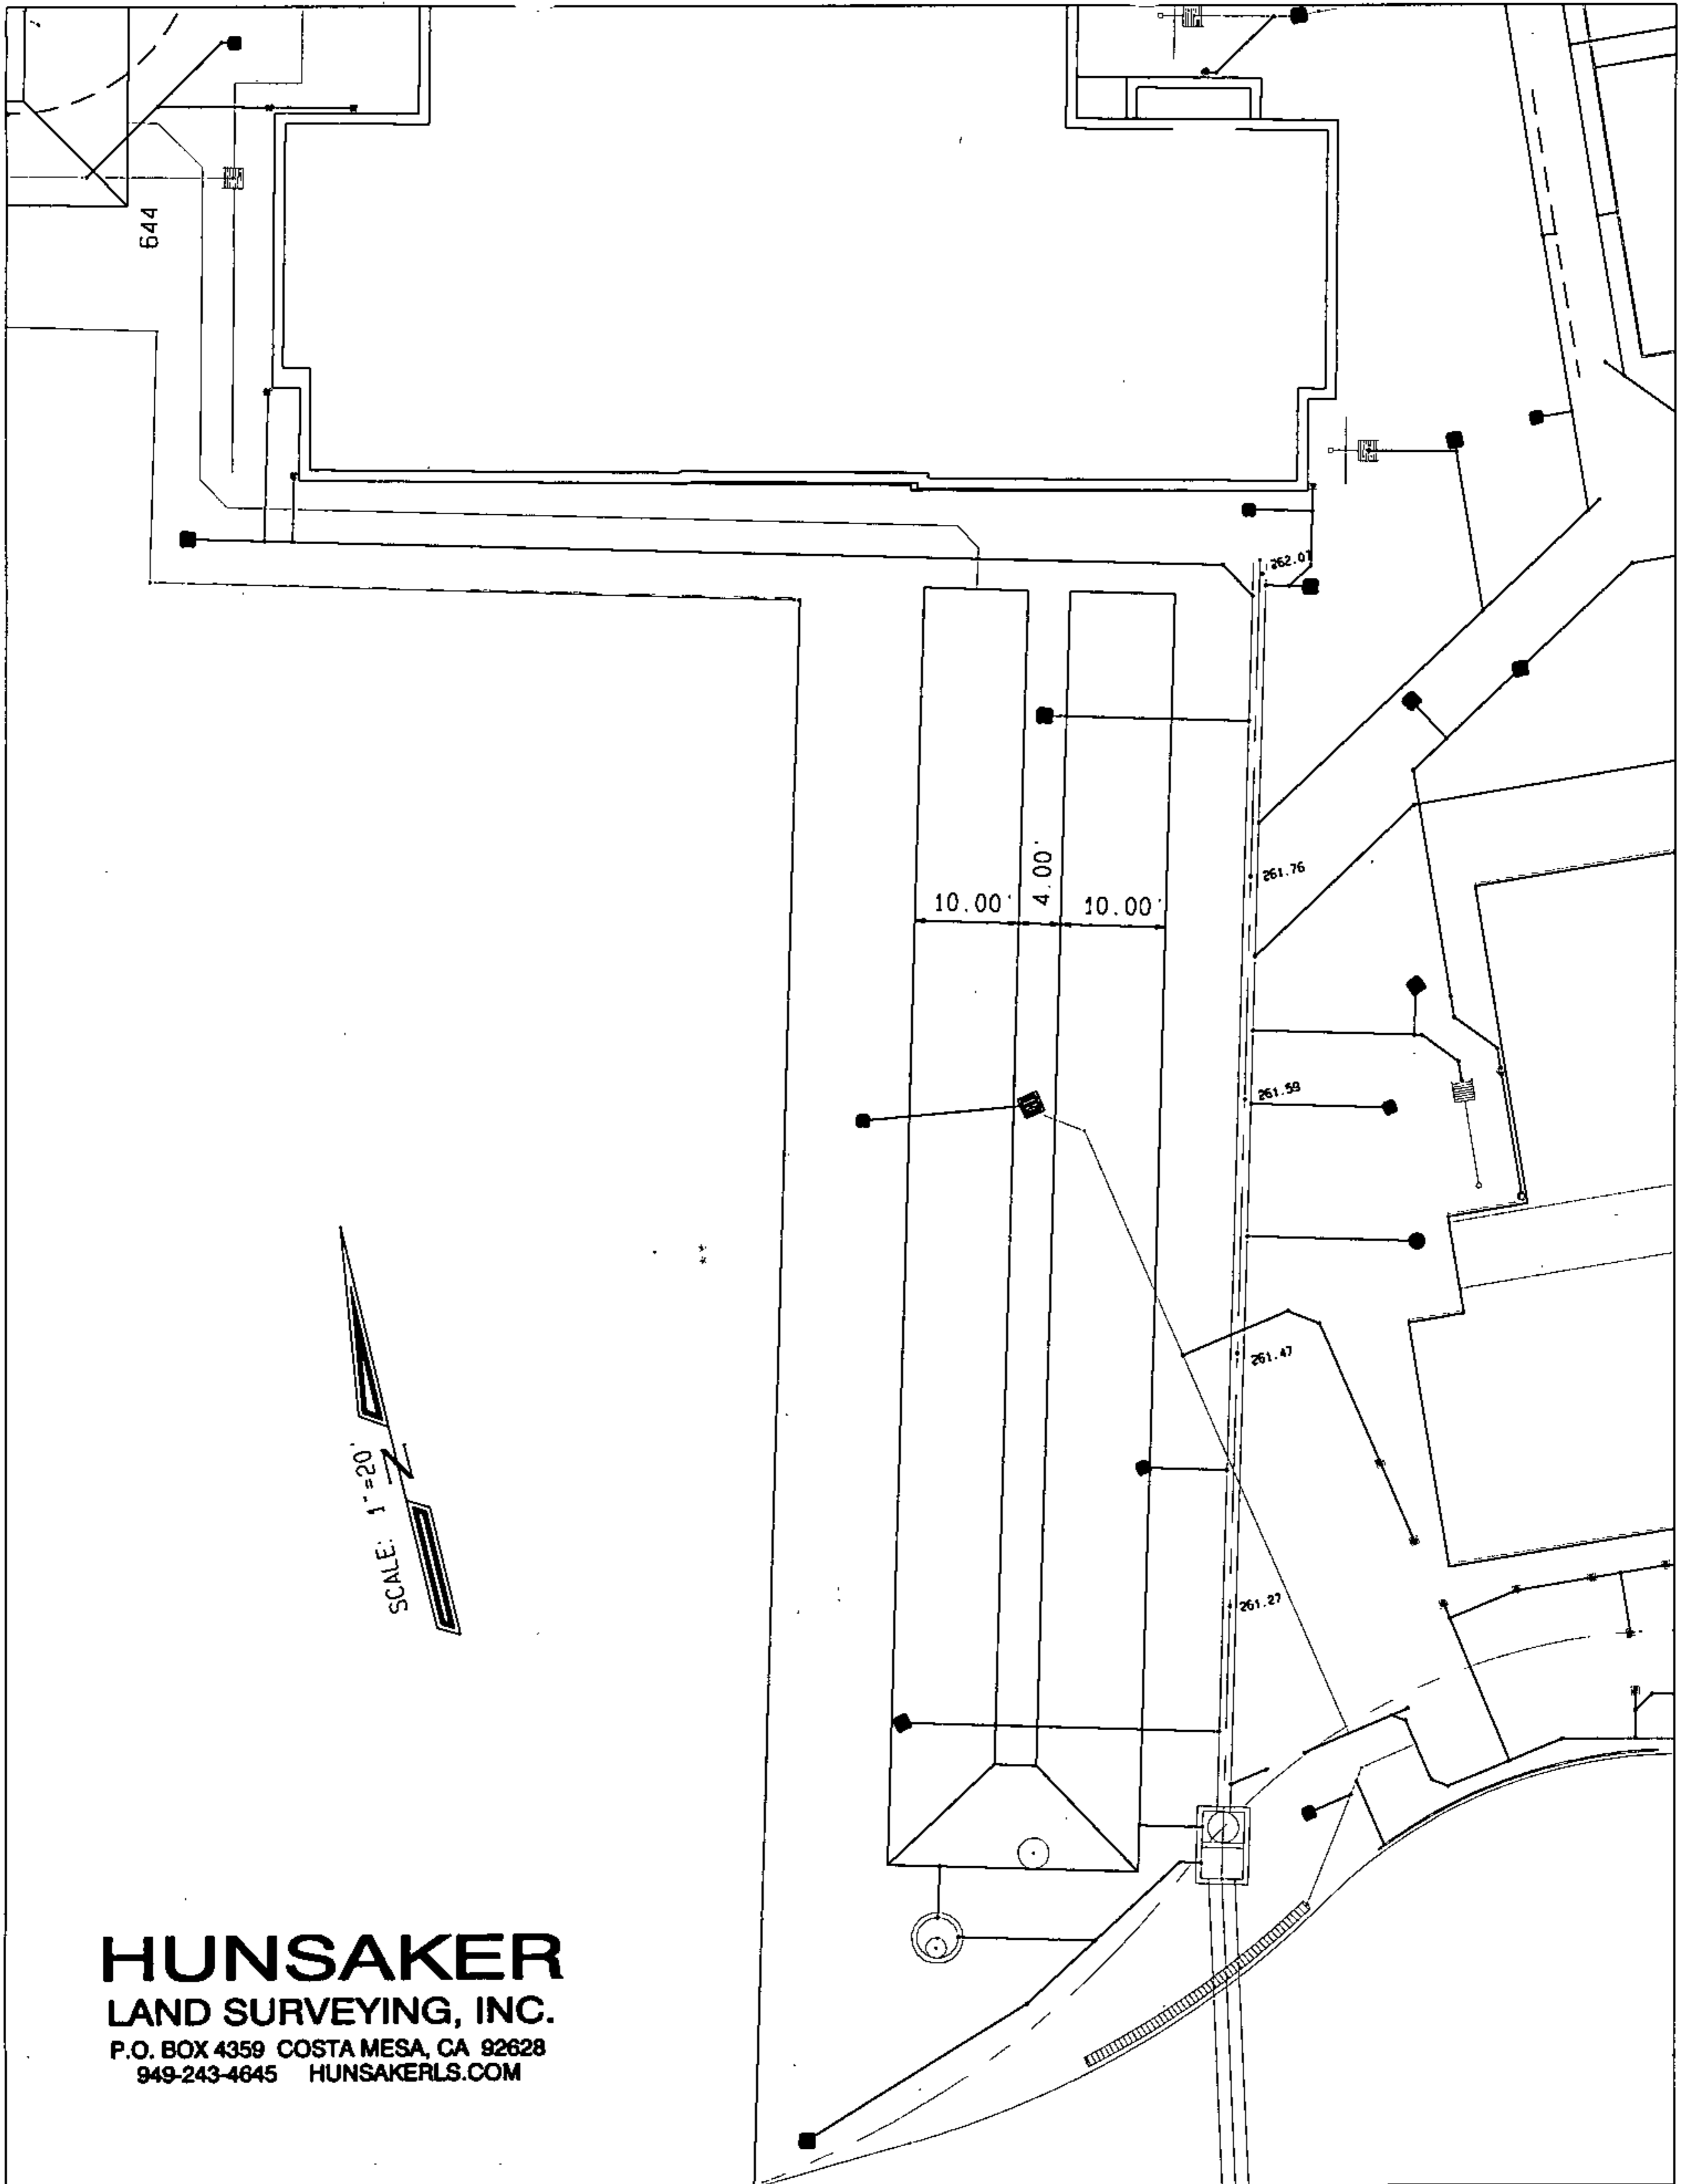 644
262.07
4.00'
10.00'
10.00'
261.76
261.59
261.47
SCALE: 1"=20'
N
261.27
HUNSAKER
LAND SURVEYING, INC.
P.O. BOX 4359 COSTA MESA, CA 92628
949-243-4645 HUNSAKERLS.COM